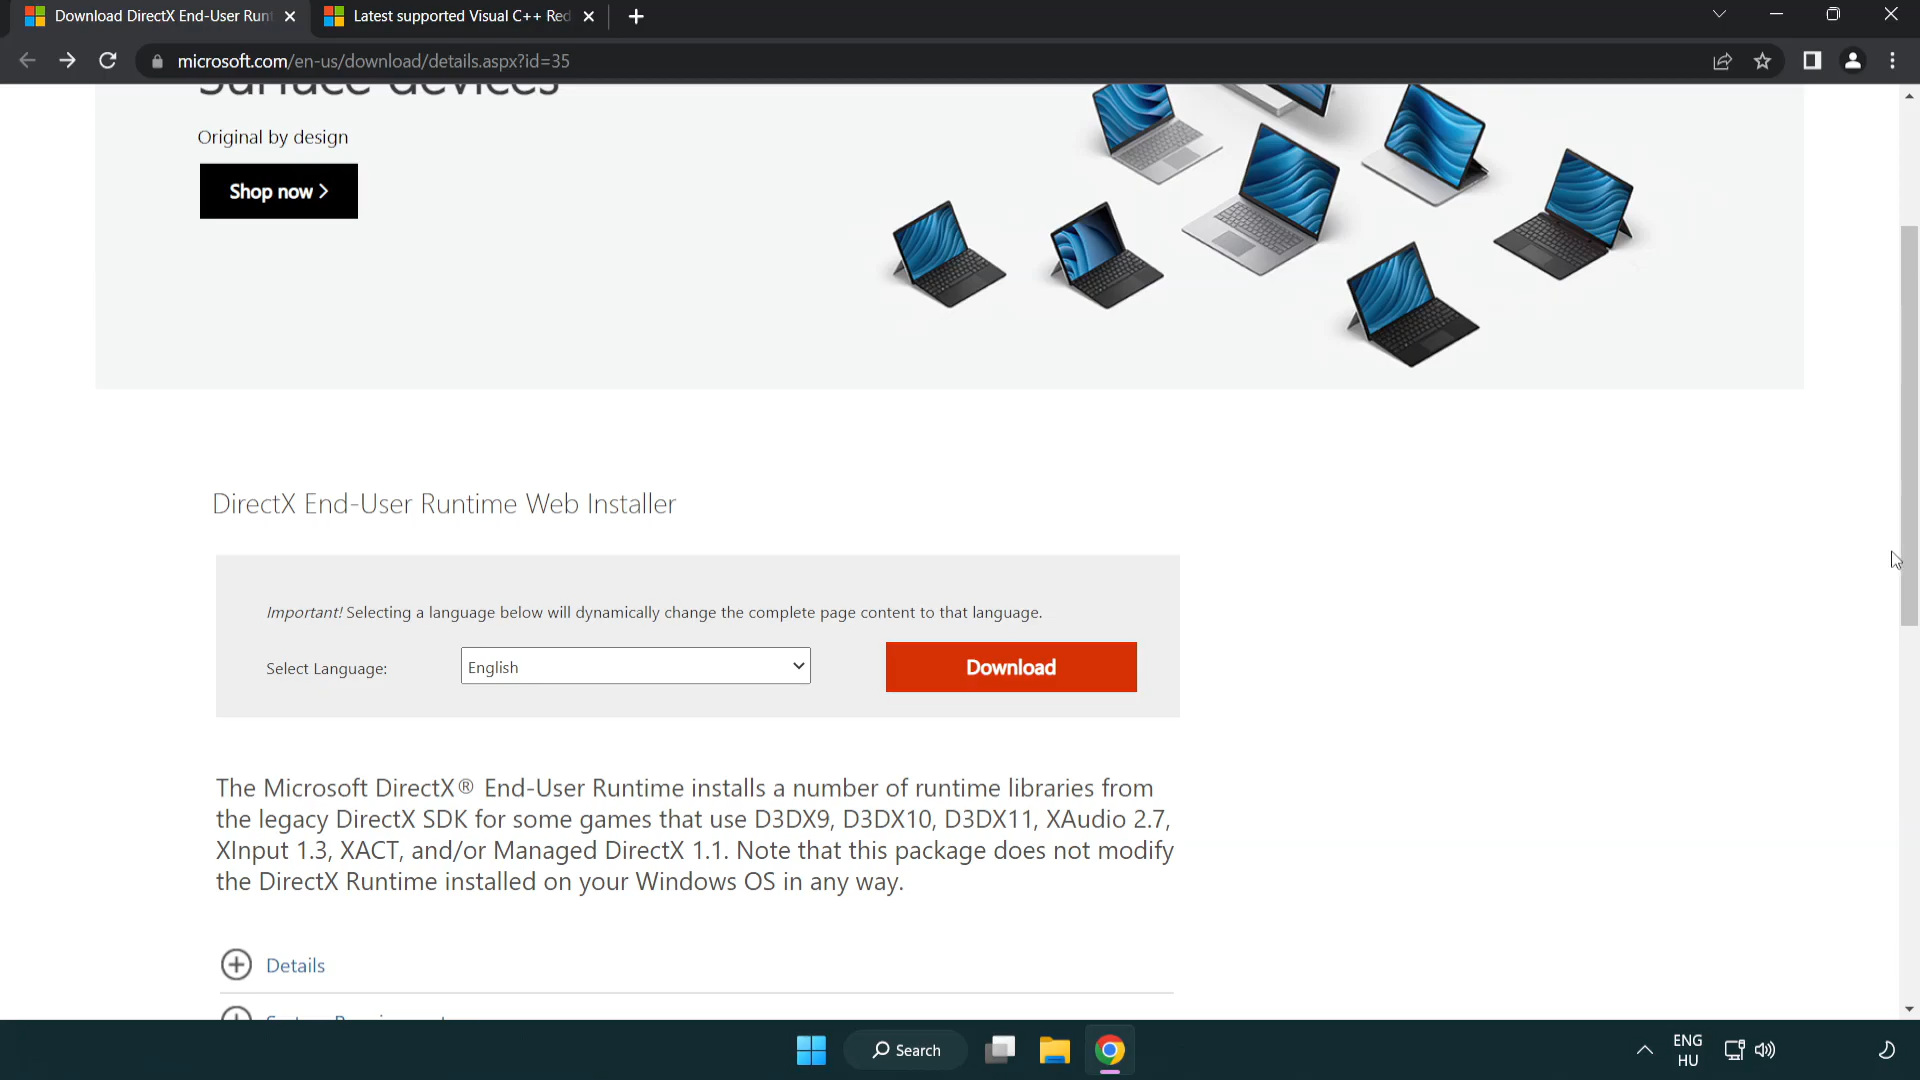 Download DirectX End-User Runt
Latest supported Visual C++ Red
microsoft.com/en-us/download/details.aspx?id=35
Surface devices
Original by design
Shop now >
DirectX End-User Runtime Web Installer
Important! Selecting a language below will dynamically change the complete page content to that language.
Select Language:
English
Download
The Microsoft DirectX® End-User Runtime installs a number of runtime libraries from
the legacy DirectX SDK for some games that use D3DX9, D3DX10, D3DX11, XAudio 2.7,
XInput 1.3, XACT, and/or Managed DirectX 1.1. Note that this package does not modify
the DirectX Runtime installed on your Windows OS in any way.
Details
Search
ENG
HU